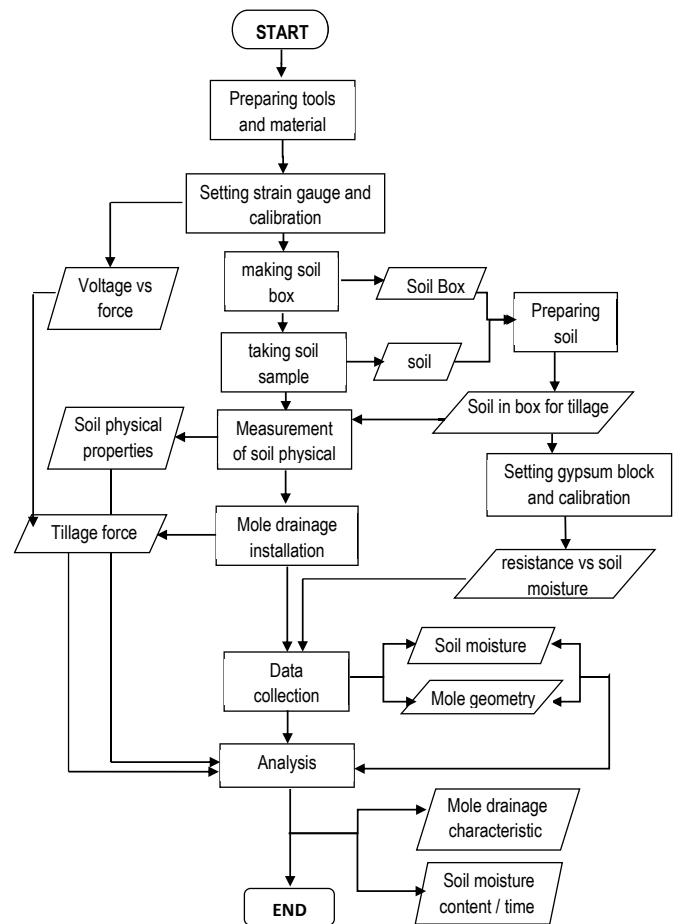 START
Preparing tools
and material
Setting strain gauge and
calibration
Voltage vs
force
making soil
box
Soil Box
Preparing
soil
taking soil
sample
soil
Soil in box for tillage
Soil physical
properties
Measurement
of soil physical
Setting gypsum block
and calibration
Tillage force
Mole drainage
installation
resistance vs soil
moisture
Data
collection
Soil moisture
Mole geometry
Analysis
Mole drainage
characteristic
Soil moisture
content / time
END